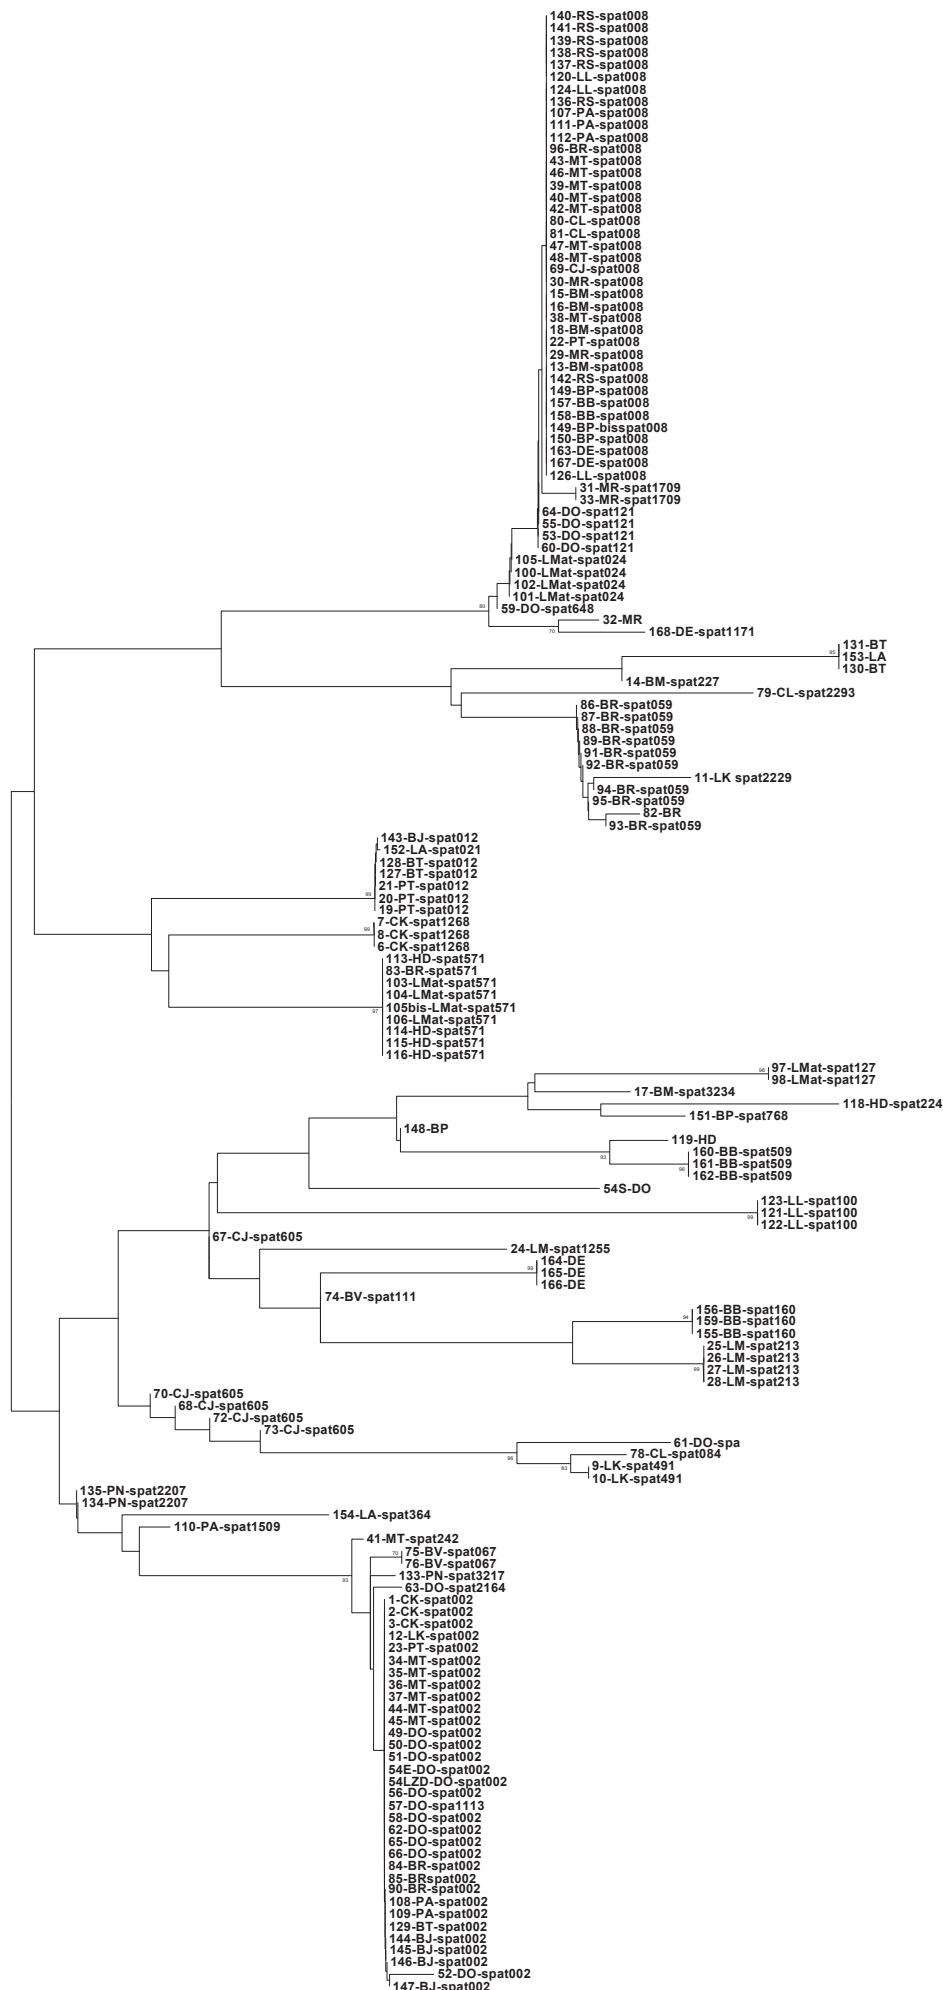 140-RS-spat008
141-RS-spat008
139-RS-spat008
138-RS-spat008
137-RS-spat008
120-LL-spat008
124-LL-spat008
136-RS-spat008
107-PA-spat008
111-PA-spat008
112-PA-spat008
96-BR-spat008
43-MT-spat008
46-MT-spat008
39-MT-spat008
40-MT-spat008
42-MT-spat008
80-CL-spat008
81-CL-spat008
47-MT-spat008
48-MT-spat008
69-CJ-spat008
30-MR-spat008
15-BM-spat008
16-BM-spat008
38-MT-spat008
18-BM-spat008
22-PT-spat008
29-MR-spat008
13-BM-spat008
142-RS-spat008
149-BP-spat008
157-BB-spat008
158-BB-spat008
149-BP-bisspat008
150-BP-spat008
163-DE-spat008
167-DE-spat008
126-LL-spat008
31-MR-spat1709
33-MR-spat1709
64-DO-spat121
55-DO-spat121
53-DO-spat121
60-DO-spat121
105-LMat-spat024
100-LMat-spat024
102-LMat-spat024
101-LMat-spat024
80
59-DO-spat648
32-MR
70
168-DE-spat1171
131-BT
85
153-LA
130-BT
14-BM-spat227
79-CL-spat2293
86-BR-spat059
87-BR-spat059
88-BR-spat059
89-BR-spat059
91-BR-spat059
92-BR-spat059
11-LK spat2229
94-BR-spat059
95-BR-spat059
82-BR
93-BR-spat059
143-BJ-spat012
152-LA-spat021
128-BT-spat012
127-BT-spat012
21-PT-spat012
99
20-PT-spat012
19-PT-spat012
7-CK-spat1268
99
8-CK-spat1268
6-CK-spat1268
113-HD-spat571
83-BR-spat571
103-LMat-spat571
104-LMat-spat571
97
105bis-LMat-spat571
106-LMat-spat571
114-HD-spat571
115-HD-spat571
116-HD-spat571
98
97-LMat-spat127
98-LMat-spat127
17-BM-spat3234
118-HD-spat224
151-BP-spat768
148-BP
119-HD
93
160-BB-spat509
96
161-BB-spat509
162-BB-spat509
54S-DO
123-LL-spat100
99
121-LL-spat100
122-LL-spat100
67-CJ-spat605
24-LM-spat1255
164-DE
99
165-DE
166-DE
74-BV-spat111
156-BB-spat160
94
159-BB-spat160
155-BB-spat160
25-LM-spat213
26-LM-spat213
99
27-LM-spat213
28-LM-spat213
70-CJ-spat605
68-CJ-spat605
72-CJ-spat605
73-CJ-spat605
61-DO-spa
96
78-CL-spat084
83
9-LK-spat491
10-LK-spat491
135-PN-spat2207
134-PN-spat2207
154-LA-spat364
110-PA-spat1509
41-MT-spat242
79
75-BV-spat067
76-BV-spat067
93
133-PN-spat3217
63-DO-spat2164
1-CK-spat002
2-CK-spat002
3-CK-spat002
12-LK-spat002
23-PT-spat002
34-MT-spat002
35-MT-spat002
36-MT-spat002
37-MT-spat002
44-MT-spat002
45-MT-spat002
49-DO-spat002
50-DO-spat002
51-DO-spat002
54E-DO-spat002
54LZD-DO-spat002
56-DO-spat002
57-DO-spa1113
58-DO-spat002
62-DO-spat002
65-DO-spat002
66-DO-spat002
84-BR-spat002
85-BRspat002
90-BR-spat002
108-PA-spat002
109-PA-spat002
129-BT-spat002
144-BJ-spat002
145-BJ-spat002
146-BJ-spat002
52-DO-spat002
147-BJ-spat002